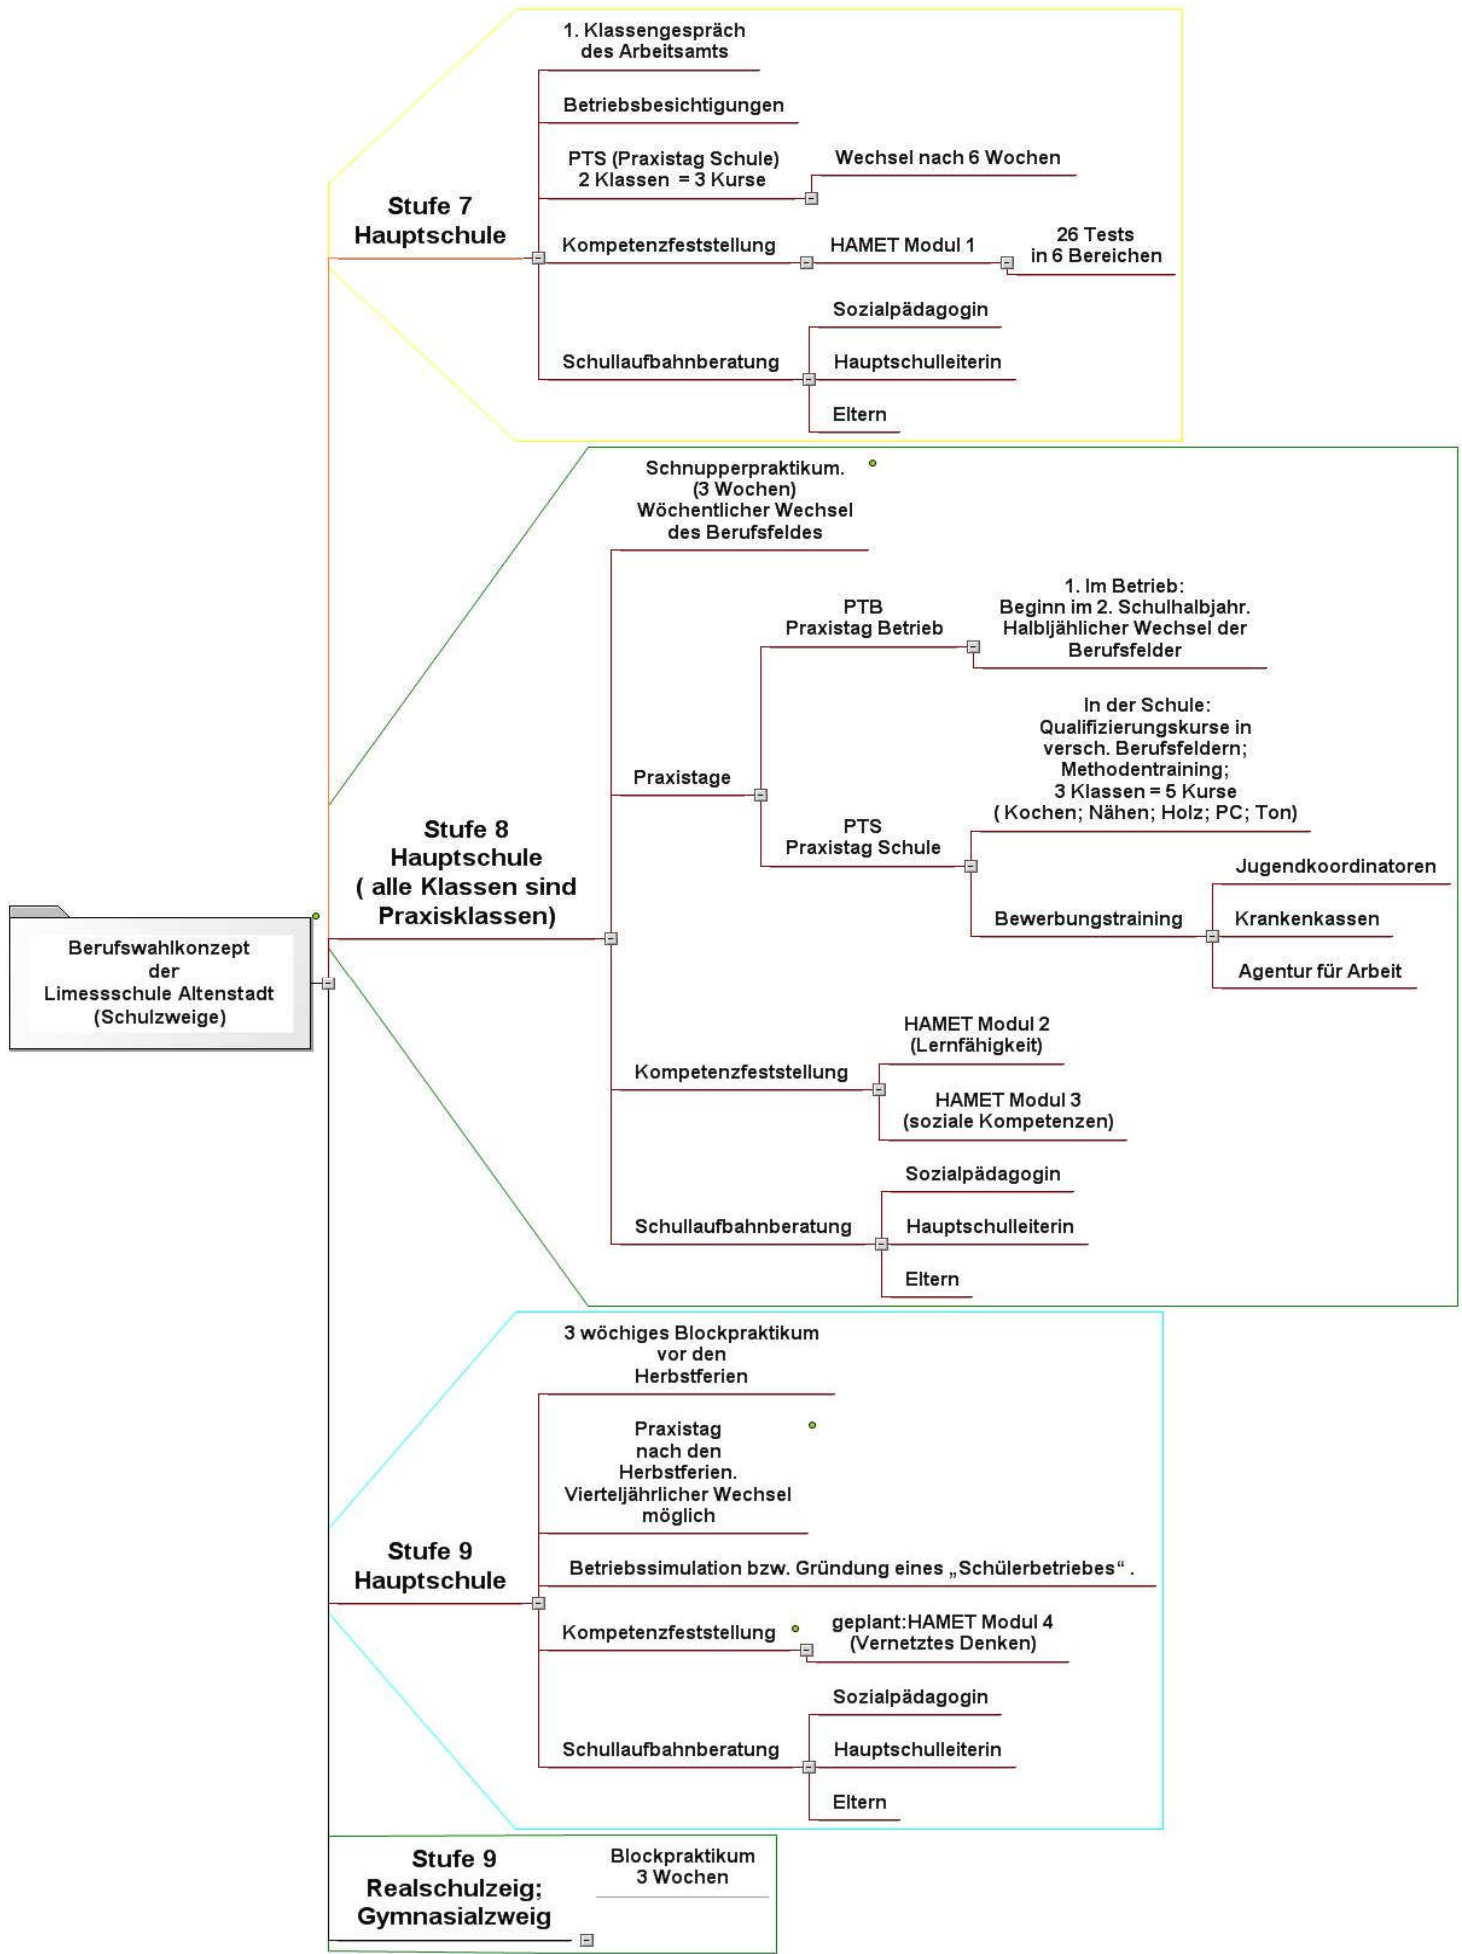 1. Klassengespräch
des Arbeitsamts
Betriebsbesichtigungen
PTS (Praxistag Schule)
2 Klassen = 3 Kurse
Wechsel nach 6 Wochen
Stufe 7
Hauptschule
Kompetenzfeststellung
HAMET Modul 1
26 Tests
in 6 Bereichen
Schullaufbahnberatung
Sozialpädagogin
Hauptschulleiterin
Eltern
Schnupperpraktikum.
(3 Wochen)
Wöchentlicher Wechsel
des Berufsfeldes
PTB
Praxistag Betrieb
1. Im Betrieb:
Beginn im 2. Schulhalbjahr.
Halbljählicher Wechsel der
Berufsfelder
Praxistage
In der Schule:
Qualifizierungskurse in
versch. Berufsfeldern;
Methodentraining;
3 Klassen = 5 Kurse
( Kochen; Nähen; Holz; PC; Ton)
PTS
Praxistag Schule
Stufe 8
Hauptschule
( alle Klassen sind
Praxisklassen)
Bewerbungstraining
Jugendkoordinatoren
Krankenkassen
Agentur für Arbeit
Berufswahlkonzept
der
Limessschule Altenstadt
(Schulzweige)
Kompetenzfeststellung
HAMET Modul 2
(Lernfähigkeit)
HAMET Modul 3
(soziale Kompetenzen)
Schullaufbahnberatung
Sozialpädagogin
Hauptschulleiterin
Eltern
3 wöchiges Blockpraktikum
vor den
Herbstferien
Praxistag
nach den
Herbstferien.
Vierteljährlicher Wechsel
möglich
Stufe 9
Hauptschule
Betriebssimulation bzw. Gründung eines „Schülerbetriebes“ .
Kompetenzfeststellung
geplant:HAMET Modul 4
(Vernetztes Denken)
Schullaufbahnberatung
Sozialpädagogin
Hauptschulleiterin
Eltern
Stufe 9
Realschulzeig;
Gymnasialzweig
Blockpraktikum
3 Wochen